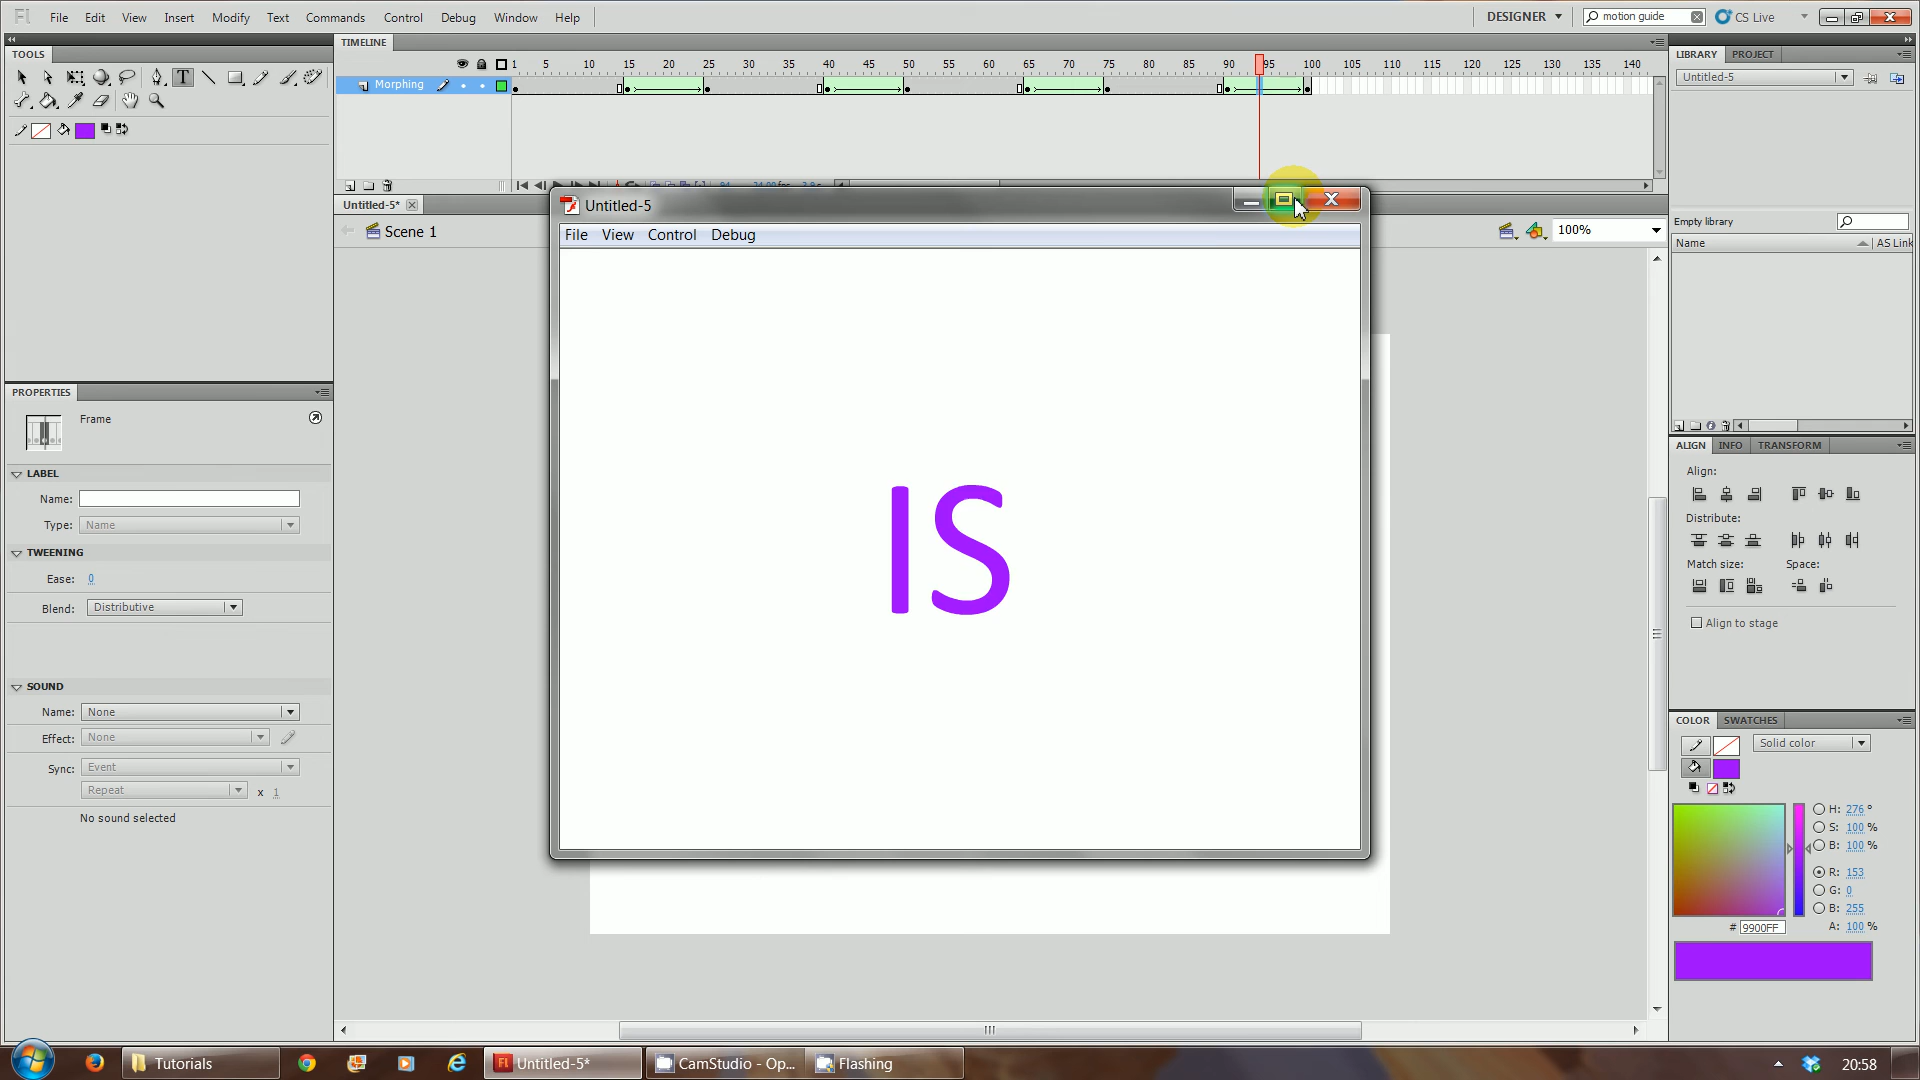 Fl File Edit View Insert Modify Text Commands Control Debug Window Help DESIGNER motion guide CS Live
TOOLS
TIMELINE
LIBRARY PROJECT
1 5 10 15 20 25 30 35 40 45 50 55 60 65 70 75 80 85 90 95 100 105 110 115 120 125 130 135 140
Morphing
Untitled-5
Untitled-5*
Scene 1
100%
Untitled-5
File View Control Debug
IS
Empty library
Name AS Link
PROPERTIES
Frame
LABEL
Name:
Type: Name
TWEENING
Ease: 0
Blend: Distributive
SOUND
Name: None
Effect: None
Sync: Event
Repeat x 1
No sound selected
ALIGN INFO TRANSFORM
Align:
Distribute:
Match size: Space:
Align to stage
COLOR SWATCHES
Solid color
H: 276 °
S: 100 %
B: 100 %
R: 153
G: 0
B: 255
# 9900FF A: 100 %
Tutorials
Untitled-5*
CamStudio - Op...
Flashing
20:58